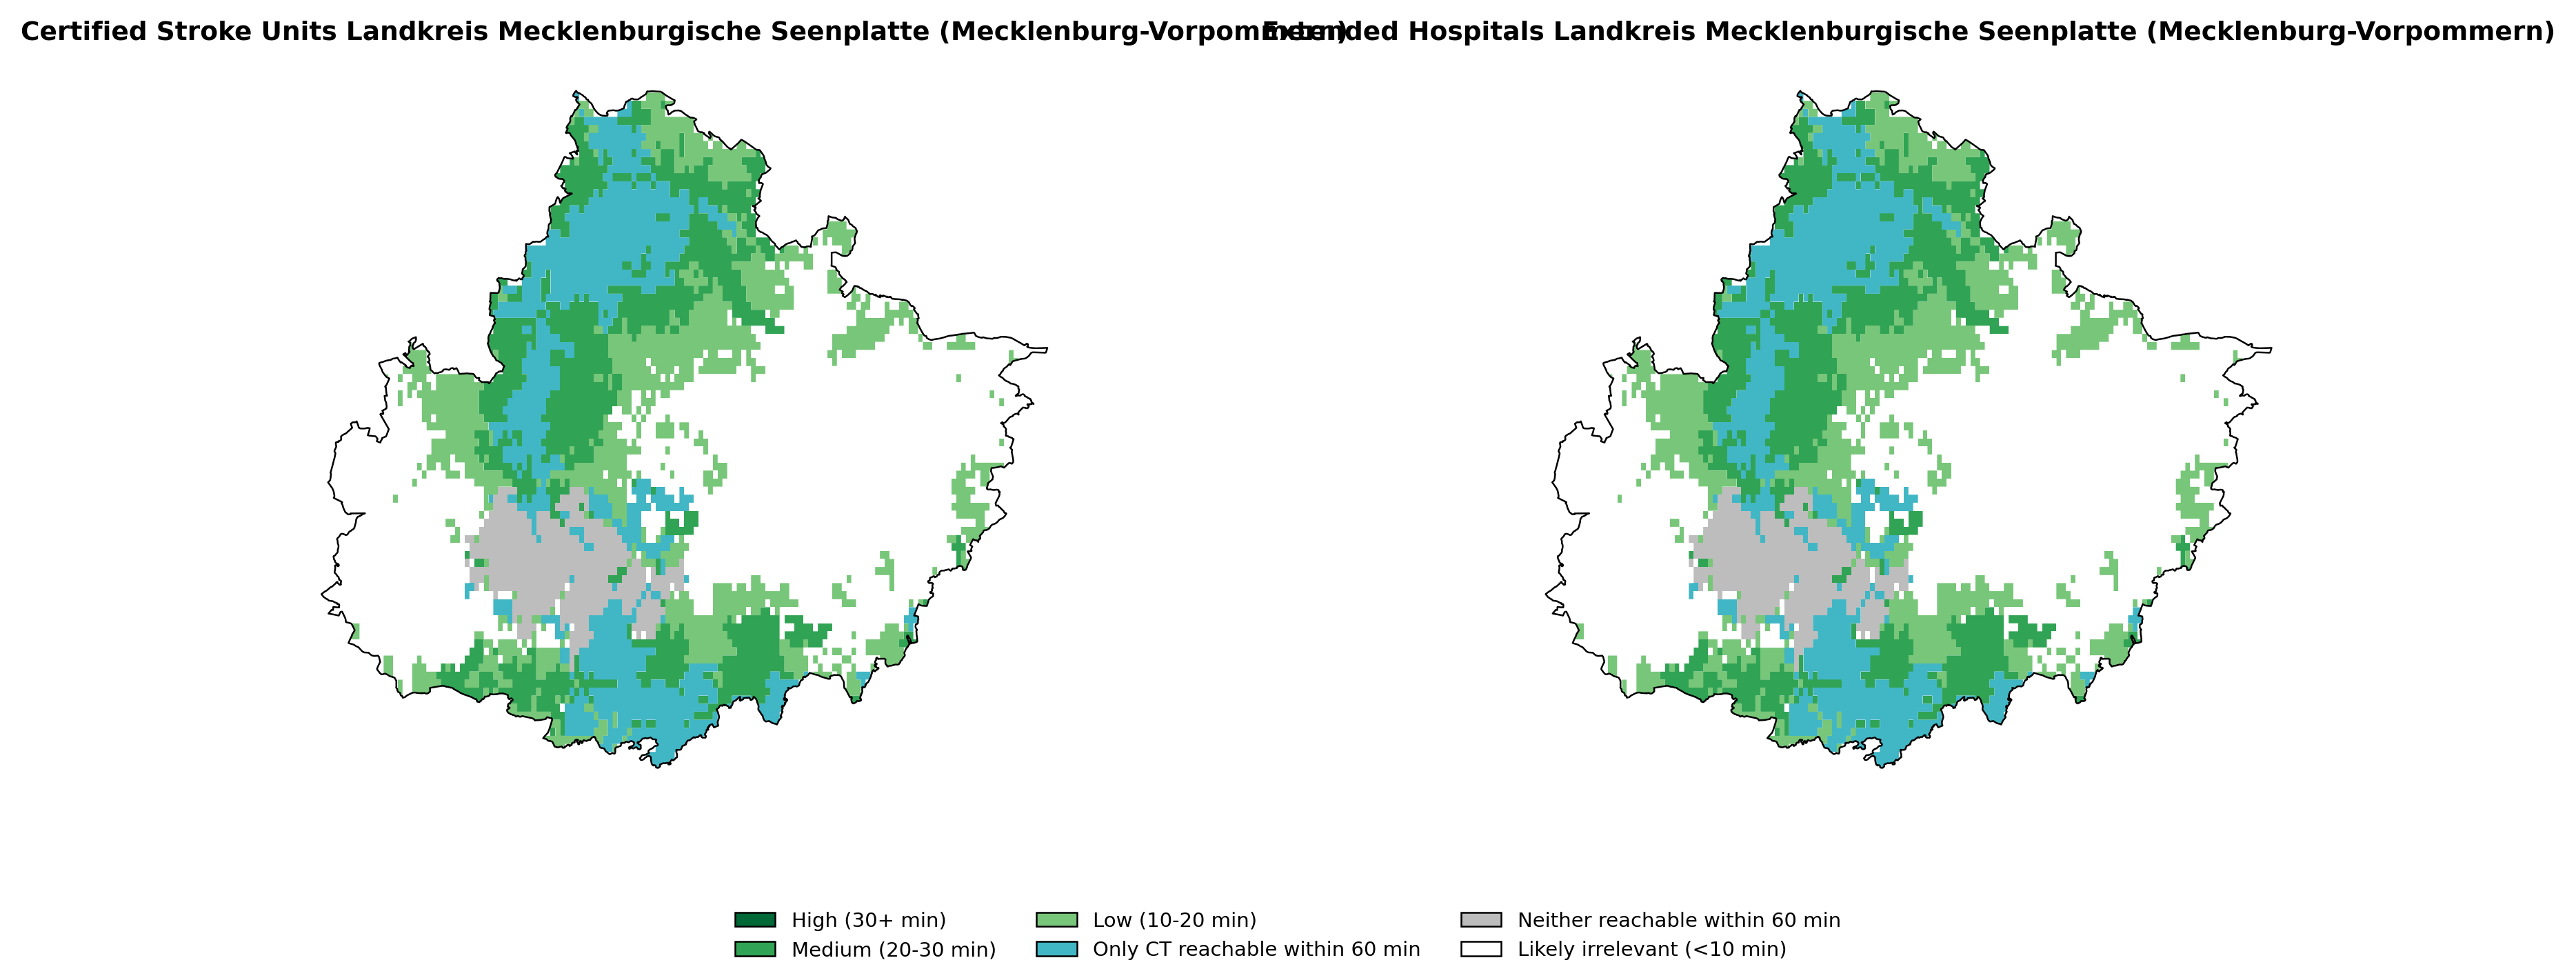 Certified Stroke Units Landkreis Mecklenburgische Seenplatte (Mecklenburg-Vorpommern)
Extended Hospitals Landkreis Mecklenburgische Seenplatte (Mecklenburg-Vorpommern)
High (30+ min)
Medium (20-30 min)
Low (10-20 min)
Only CT reachable within 60 min
Neither reachable within 60 min
Likely irrelevant (<10 min)